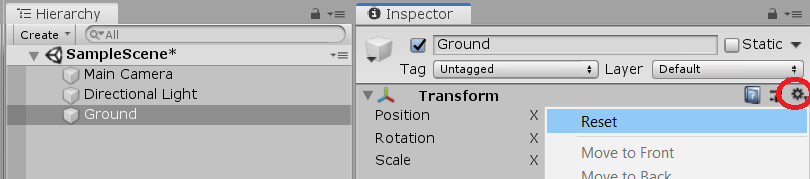 Hierarchy
Create All
SampleScene*
Main Camera
Directional Light
Ground
Inspector
Ground Static
Tag Untagged Layer Default
Transform
Position X
Rotation X
Scale X
Reset
Move to Front
Move to Back